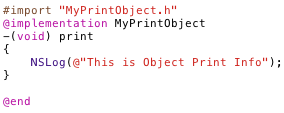 #import "MyPrintObject.h"
@implementation MyPrintObject
-(void) print
{
NSLog(@"This is Object Print Info");
}
@end